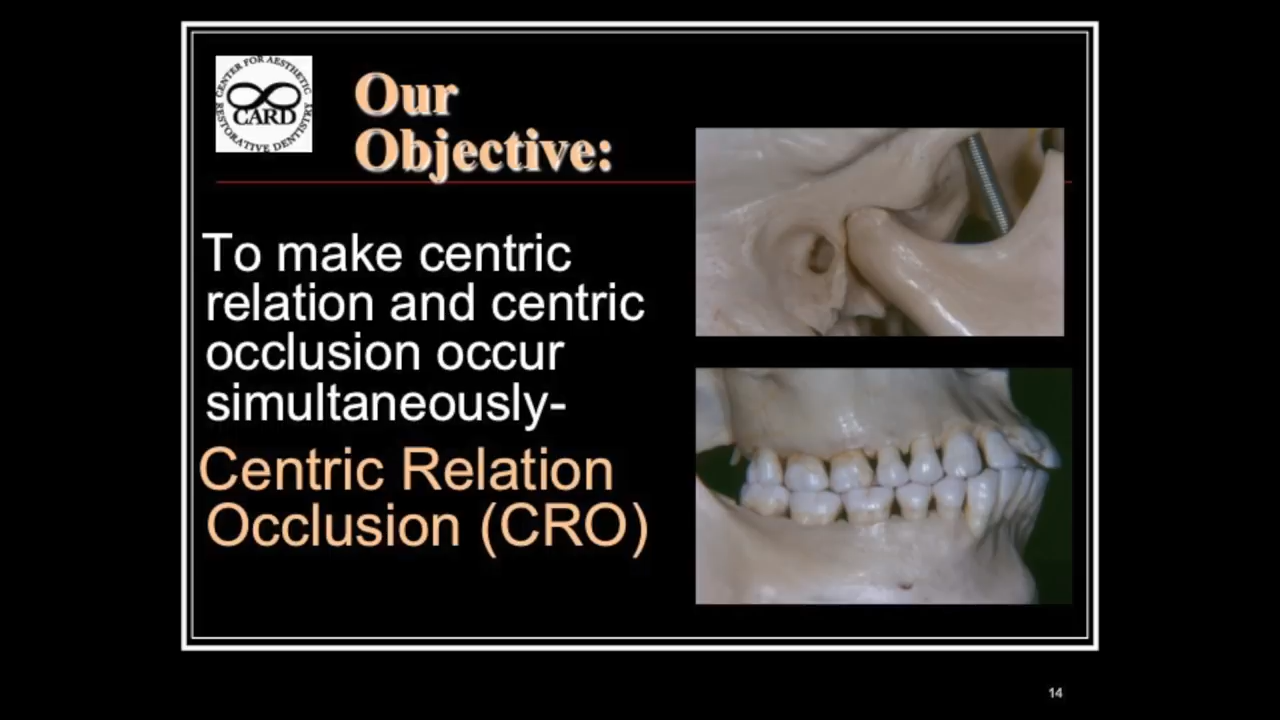 CENTER FOR AESTHETIC
CARD
RESTORATIVE DENTISTRY
Our
Objective:
To make centric
relation and centric
occlusion occur
simultaneously-
Centric Relation
Occlusion (CRO)
14